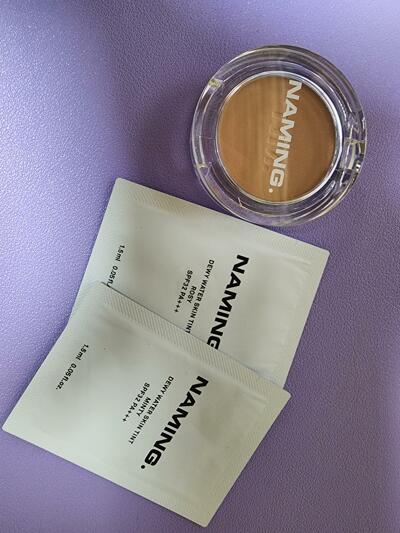 NAMING.
NAMING.
DEWY WATER SKIN TINT
ROSY
SPF32 PA+++
1.5ml 0.05fl.
NAMING.
DEWY WATER SKIN TINT
MINTY
SPF32 PA+++
1.5ml 0.05fl.oz.